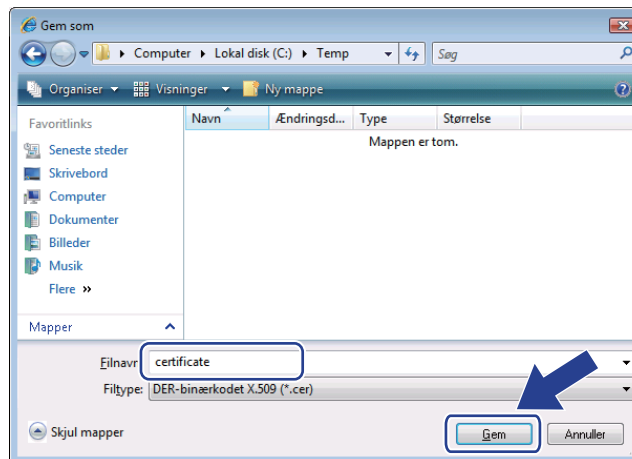 Gem som
Computer Lokal disk (C:) Temp Søg
Organiser Visninger Ny mappe
Favoritlinks
Navn Ændringsd... Type Størrelse
Mappen er tom.
Seneste steder
Skrivebord
Computer
Dokumenter
Billeder
Musik
Flere »
Mapper
Filnavn: certificate
Filtype: DER-binærkodet X.509 (*.cer)
Skjul mapper Gem Annuller